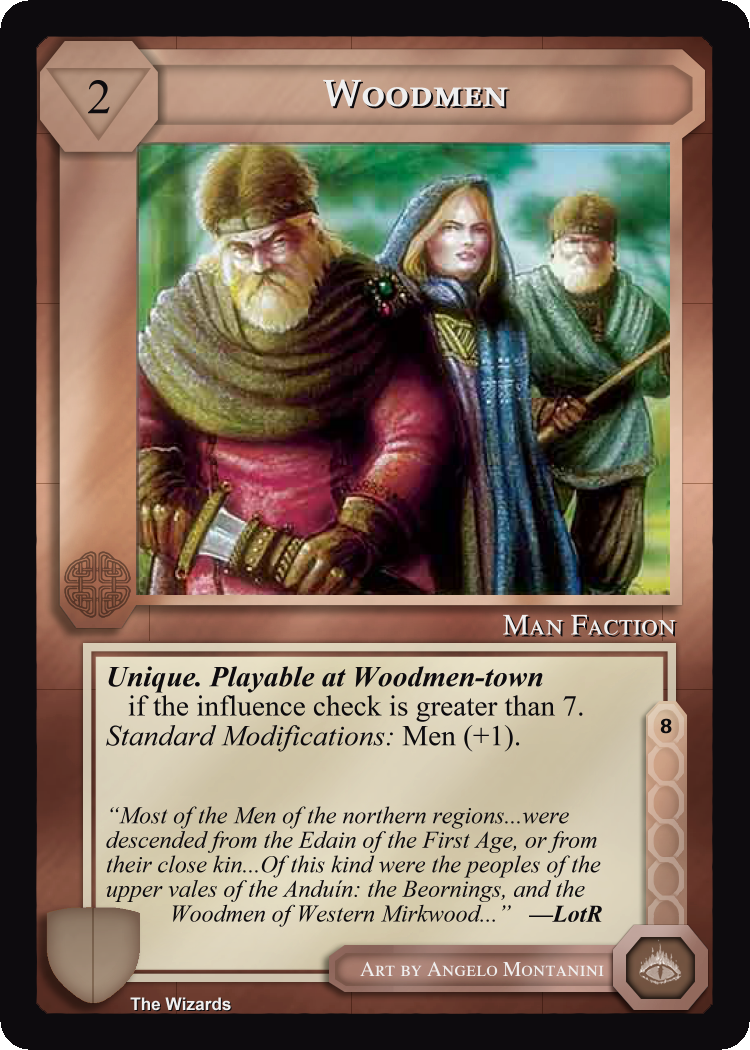 2
Woodmen
Man Faction
Unique. Playable at Woodmen-town
if the influence check is greater than 7.
Standard Modifications: Men (+1).
8
“Most of the Men of the northern regions...were
descended from the Edain of the First Age, or from
their close kin...Of this kind were the peoples of the
upper vales of the Anduín: the Beornings, and the
Woodmen of Western Mirkwood...” —LotR
Art by Angelo Montanini
The Wizards